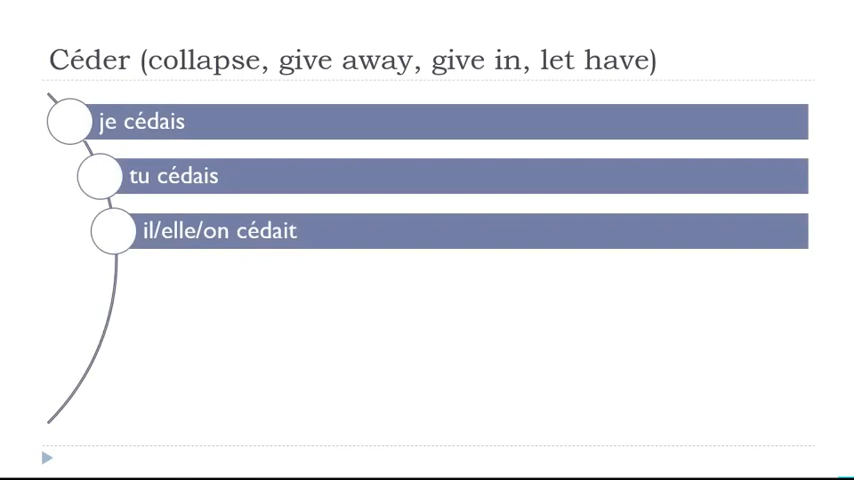 Céder (collapse, give away, give in, let have)
je cédais
tu cédais
il/elle/on cédait